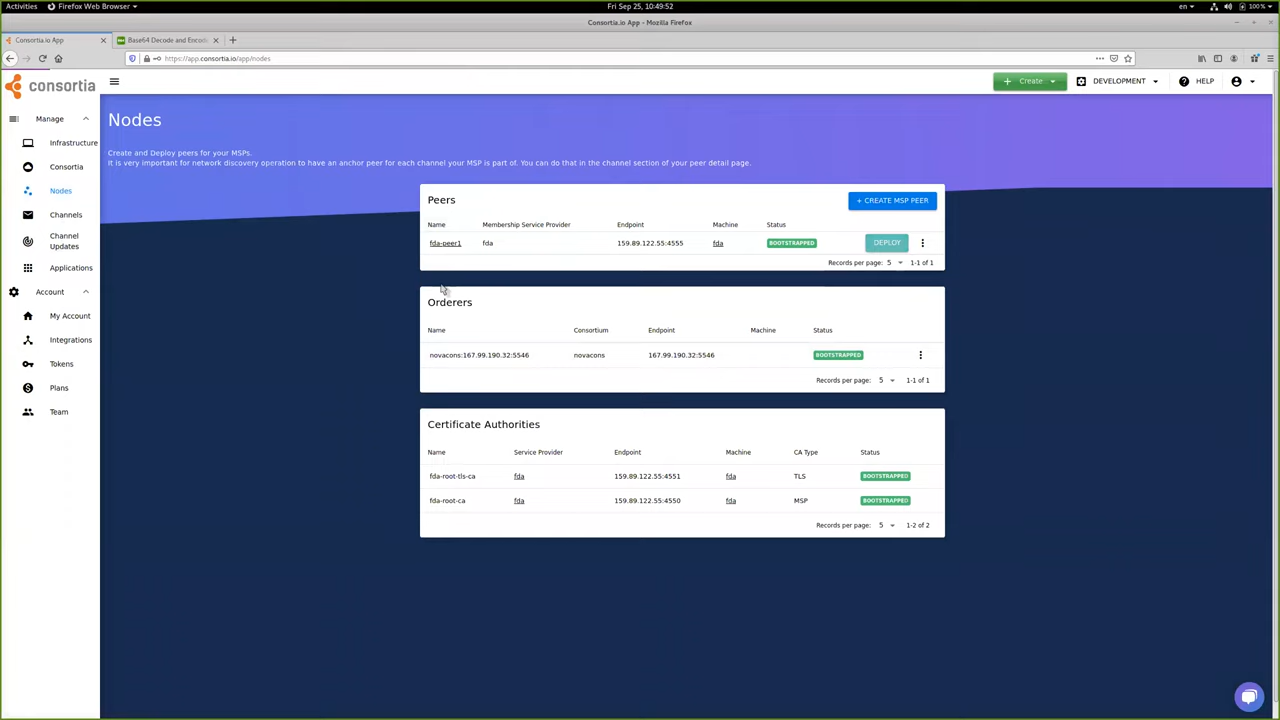 Activities
Firefox Web Browser
Fri Sep 25, 10:49:52
en
100 %
Consortia.io App - Mozilla Firefox
Consortia.io App
Base64 Decode and Encode
https://app.consortia.io/app/nodes
consortia
Create
DEVELOPMENT
HELP
Manage
Infrastructure
Consortia
Nodes
Channels
Channel
Updates
Applications
Account
My Account
Integrations
Tokens
Plans
Team
Nodes
Create and Deploy peers for your MSPs.
It is very important for network discovery operation to have an anchor peer for each channel your MSP is part of. You can do that in the channel section of your peer detail page.
Peers
+ CREATE MSP PEER
Name Membership Service Provider Endpoint Machine Status
fda-peer1 fda 159.89.122.55:4555 fda BOOTSTRAPPED DEPLOY
Records per page: 5 1-1 of 1
Orderers
Name Consortium Endpoint Machine Status
novacons:167.99.190.32:5546 novacons 167.99.190.32:5546 BOOTSTRAPPED
Records per page: 5 1-1 of 1
Certificate Authorities
Name Service Provider Endpoint Machine CA Type Status
fda-root-tls-ca fda 159.89.122.55:4551 fda TLS BOOTSTRAPPED
fda-root-ca fda 159.89.122.55:4550 fda MSP BOOTSTRAPPED
Records per page: 5 1-2 of 2